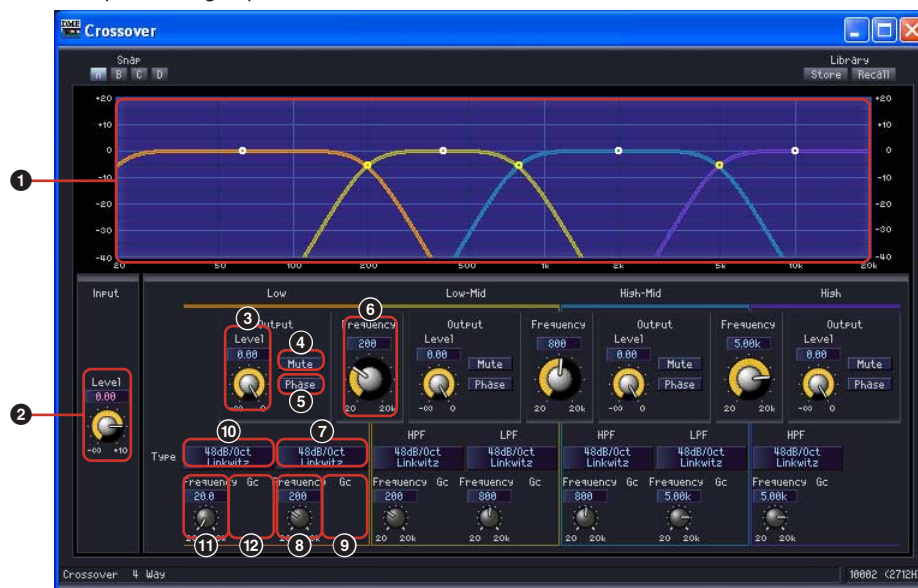 DME Crossover
Snap
A B C D
Library
Store Recall
+20 +20
+10 +10
0 0
-10 -10
-20 -20
-30 -30
-40 -40
20 50 100 200 500 1k 2k 5k 10k 20k
1
Input
Level
0.00
-∞ +10
2
Low Low-Mid High-Mid High
3 4 5 6
Output Frequency Output Frequency Output Frequency Output
Level 200 Level 800 Level 5.00k Level
0.00 Mute 0.00 Mute 0.00 Mute 0.00 Mute
Phase Phase Phase Phase
-∞ 0 20 20k -∞ 0 20 20k -∞ 0 20 20k -∞ 0
10 7 HPF LPF HPF LPF HPF
Type 48dB/Oct Linkwitz 48dB/Oct Linkwitz 48dB/Oct Linkwitz 48dB/Oct Linkwitz 48dB/Oct Linkwitz 48dB/Oct Linkwitz 48dB/Oct Linkwitz
Frequency Gc Frequency Gc Frequency Gc Frequency Gc Frequency Gc Frequency Gc Frequency Gc
20.0 200 200 800 800 5.00k 5.00k
20 20k 20 20k 20 20k 20 20k 20 20k 20 20k 20 20k
11 12 8 9
Crossover 4 Way